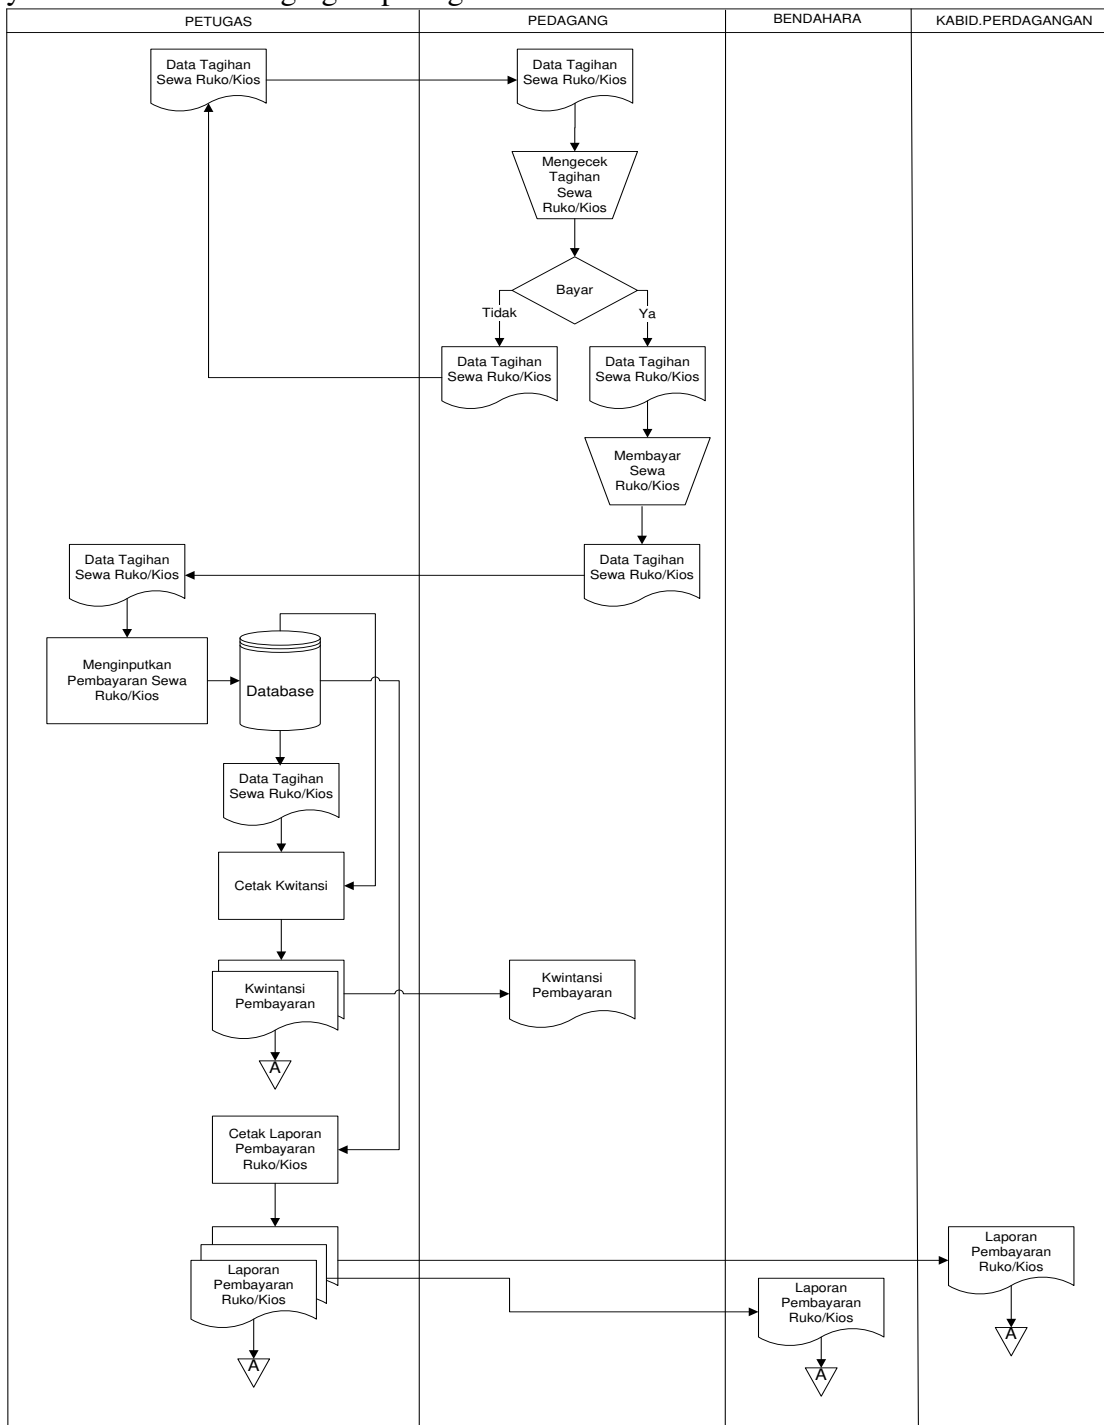 PETUGAS
PEDAGANG
BENDAHARA
KABID.PERDAGANGAN
Data Tagihan
Sewa Ruko/Kios
Data Tagihan
Sewa Ruko/Kios
Mengecek
Tagihan
Sewa
Ruko/Kios
Bayar
Tidak
Ya
Data Tagihan
Sewa Ruko/Kios
Data Tagihan
Sewa Ruko/Kios
Membayar
Sewa
Ruko/Kios
Data Tagihan
Sewa Ruko/Kios
Data Tagihan
Sewa Ruko/Kios
Menginputkan
Pembayaran Sewa
Ruko/Kios
Database
Data Tagihan
Sewa Ruko/Kios
Cetak Kwitansi
Kwintansi
Pembayaran
Kwintansi
Pembayaran
A
Cetak Laporan
Pembayaran
Ruko/Kios
Laporan
Pembayaran
Ruko/Kios
Laporan
Pembayaran
Ruko/Kios
Laporan
Pembayaran
Ruko/Kios
A
A
A